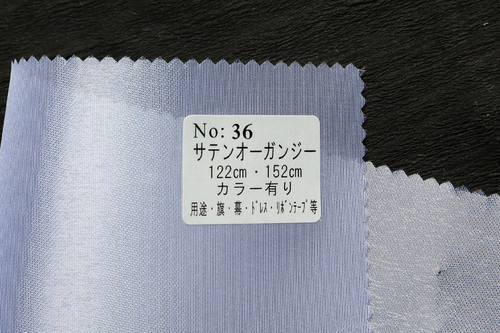 No: 36
サテンオーガンジー
122cm・152cm
カラー有り
用途・旗・幕・ﾄﾞﾚｽ・ﾘﾎﾞﾝﾃｰﾌﾟ等